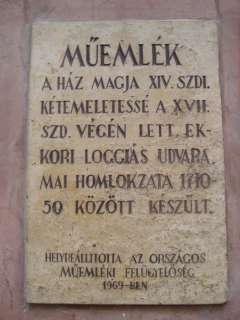 MŰEMLÉK
A HÁZ MAGJA XIV. SZDI.
KÉTEMELETESSÉ A XVII.
SZD. VÉGÉN LETT. EK-
KORI LOGGIÁS UDVARA.
MAI HOMLOKZATA 1710-
50 KÖZÖTT KÉSZÜLT.
HELYREÁLLÍTOTTA AZ ORSZÁGOS
MŰEMLÉKI FELÜGYELŐSÉG
1969-BEN